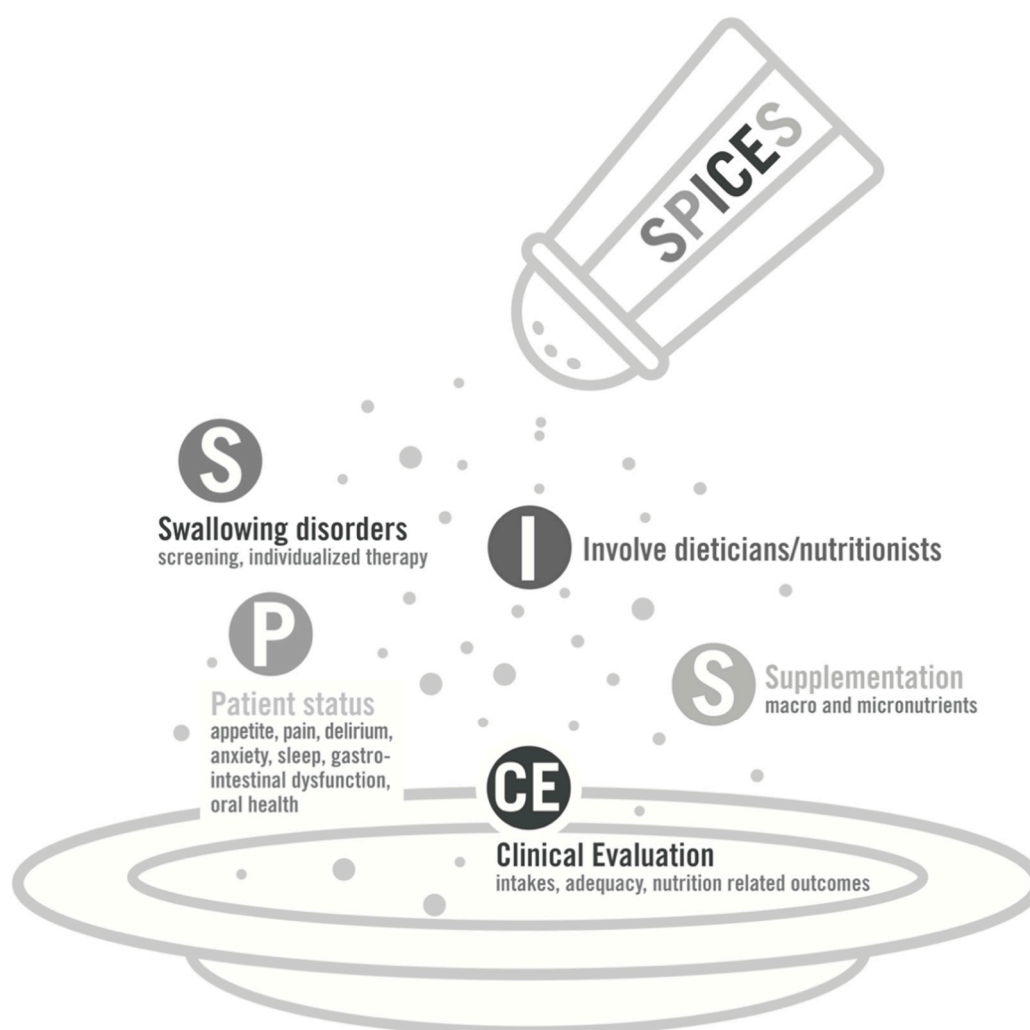 SPICES
S
Swallowing disorders
screening, individualized therapy
I
Involve dieticians/nutritionists
P
Patient status
appetite, pain, delirium,
anxiety, sleep, gastro-
intestinal dysfunction,
oral health
S
Supplementation
macro and micronutrients
CE
Clinical Evaluation
intakes, adequacy, nutrition related outcomes